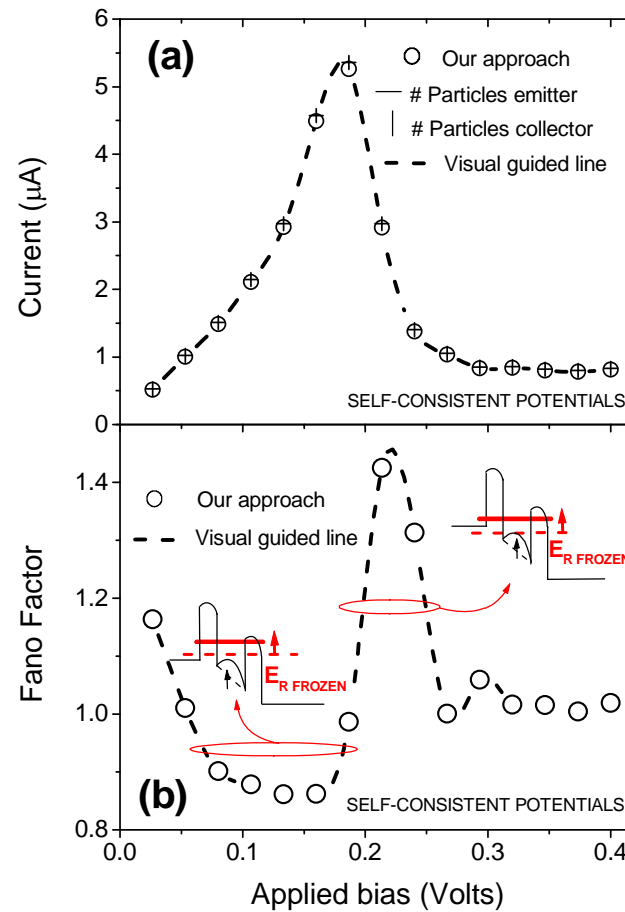 6
5
4
3
2
1
0
Current (μA)
(a)
Our approach
# Particles emitter
# Particles collector
Visual guided line
SELF-CONSISTENT POTENTIALS
1.4
1.2
1.0
0.8
Fano Factor
Our approach
Visual guided line
E_R FROZEN
E_R FROZEN
(b)
SELF-CONSISTENT POTENTIALS
0.0 0.1 0.2 0.3 0.4
Applied bias (Volts)